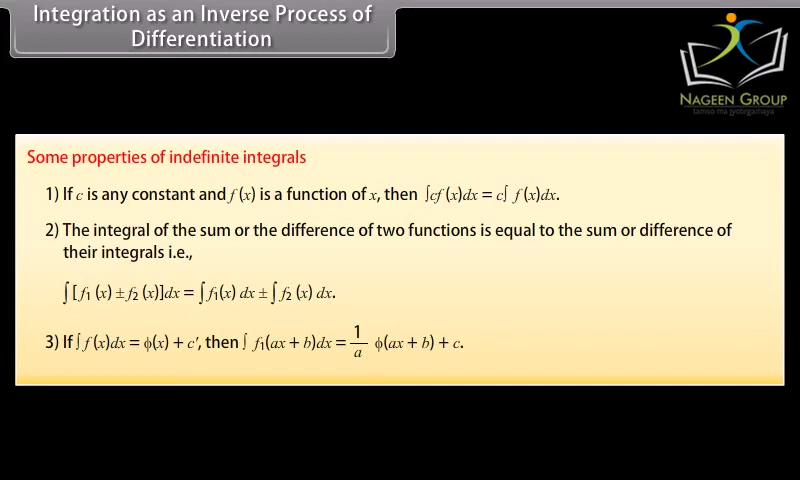 Integration as an Inverse Process of
Differentiation
NAGEEN GROUP
tamso ma jyotirgamaya
Some properties of indefinite integrals
1) If c is any constant and f (x) is a function of x, then ∫cf (x)dx = c∫ f (x)dx.
2) The integral of the sum or the difference of two functions is equal to the sum or difference of
their integrals i.e.,
∫ [ f₁ (x) ± f₂ (x)]dx = ∫ f₁(x) dx ± ∫ f₂ (x) dx.
3) If ∫ f (x)dx = ϕ(x) + c′, then ∫ f₁(ax + b)dx = 1/a ϕ(ax + b) + c.